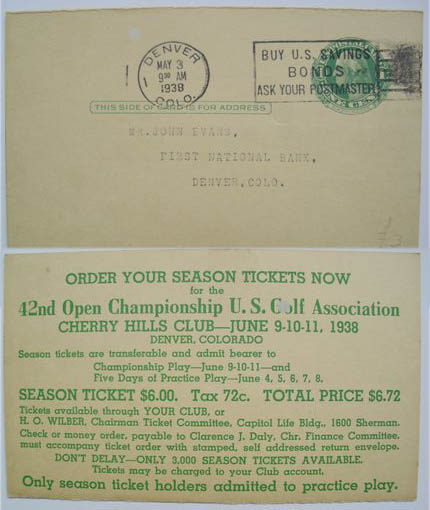 DENVER
MAY 3
9 30 AM
1938
COLO.
1
BUY U.S. SAVINGS
BONDS
ASK YOUR POSTMASTER
THIS SIDE OF CARD IS FOR ADDRESS
MR. JOHN EVANS,
FIRST NATIONAL BANK,
DENVER, COLO.
ORDER YOUR SEASON TICKETS NOW
for the
42nd Open Championship U. S. Golf Association
CHERRY HILLS CLUB—JUNE 9-10-11, 1938
DENVER, COLORADO
Season tickets are transferable and admit bearer to
Championship Play—June 9-10-11—and
Five Days of Practice Play—June 4, 5, 6, 7, 8.
SEASON TICKET $6.00. Tax 72c. TOTAL PRICE $6.72
Tickets available through YOUR CLUB, or
H. O. WILBER, Chairman Ticket Committee, Capitol Life Bldg., 1600 Sherman.
Check or money order, payable to Clarence J. Daly, Chr. Finance Committee,
must accompany ticket order with stamped, self addressed return envelope.
DON'T DELAY—ONLY 3,000 SEASON TICKETS AVAILABLE.
Tickets may be charged to your Club account.
Only season ticket holders admitted to practice play.